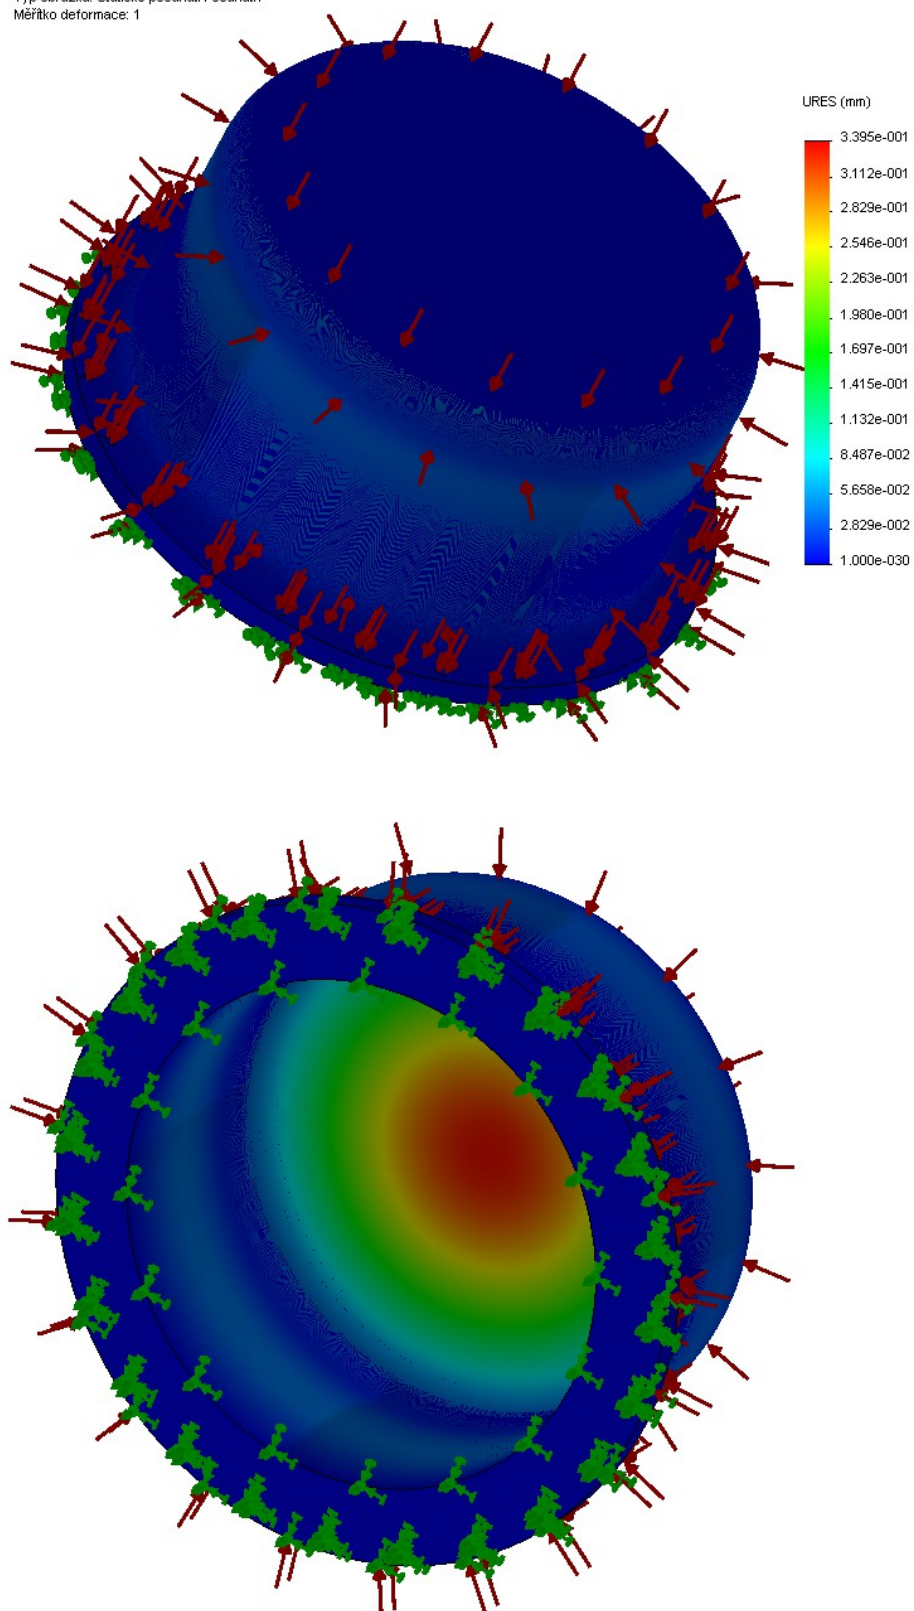 Měřítko deformace: 1
URES (mm)
3.395e-001
3.112e-001
2.829e-001
2.546e-001
2.263e-001
1.980e-001
1.697e-001
1.415e-001
1.132e-001
8.487e-002
5.658e-002
2.829e-002
1.000e-030